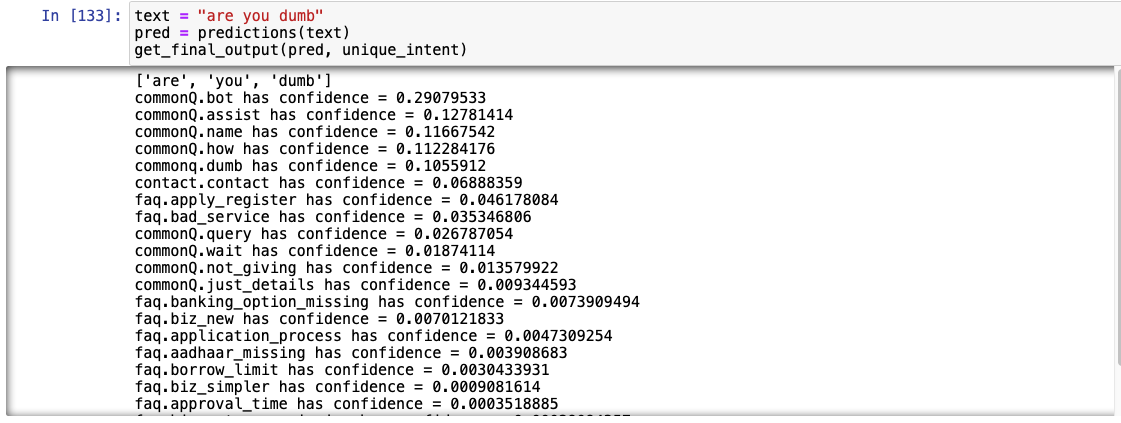 In [133]: text = "are you dumb"
pred = predictions(text)
get_final_output(pred, unique_intent)
['are', 'you', 'dumb']
commonQ.bot has confidence = 0.29079533
commonQ.assist has confidence = 0.12781414
commonQ.name has confidence = 0.11667542
commonQ.how has confidence = 0.112284176
commonq.dumb has confidence = 0.1055912
contact.contact has confidence = 0.06888359
faq.apply_register has confidence = 0.046178084
faq.bad_service has confidence = 0.035346806
commonQ.query has confidence = 0.026787054
commonQ.wait has confidence = 0.01874114
commonQ.not_giving has confidence = 0.013579922
commonQ.just_details has confidence = 0.009344593
faq.banking_option_missing has confidence = 0.0073909494
faq.biz_new has confidence = 0.0070121833
faq.application_process has confidence = 0.0047309254
faq.aadhaar_missing has confidence = 0.003908683
faq.borrow_limit has confidence = 0.0030433931
faq.biz_simpler has confidence = 0.0009081614
faq.approval_time has confidence = 0.0003518885